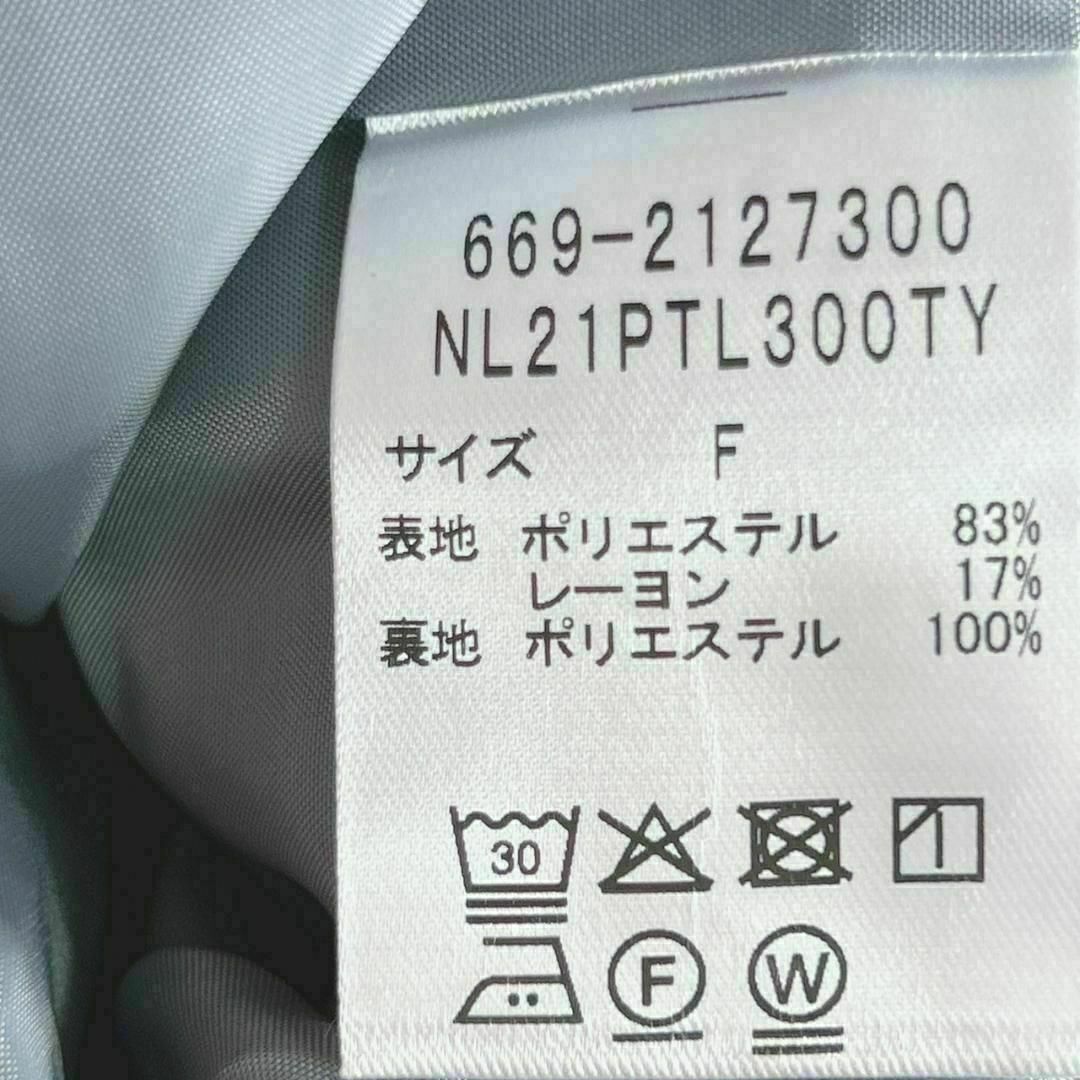 669-2127300
NL21PTL300TY
サイズ F
表地 ポリエステル 83%
レーヨン 17%
裏地 ポリエステル 100%
30
F W